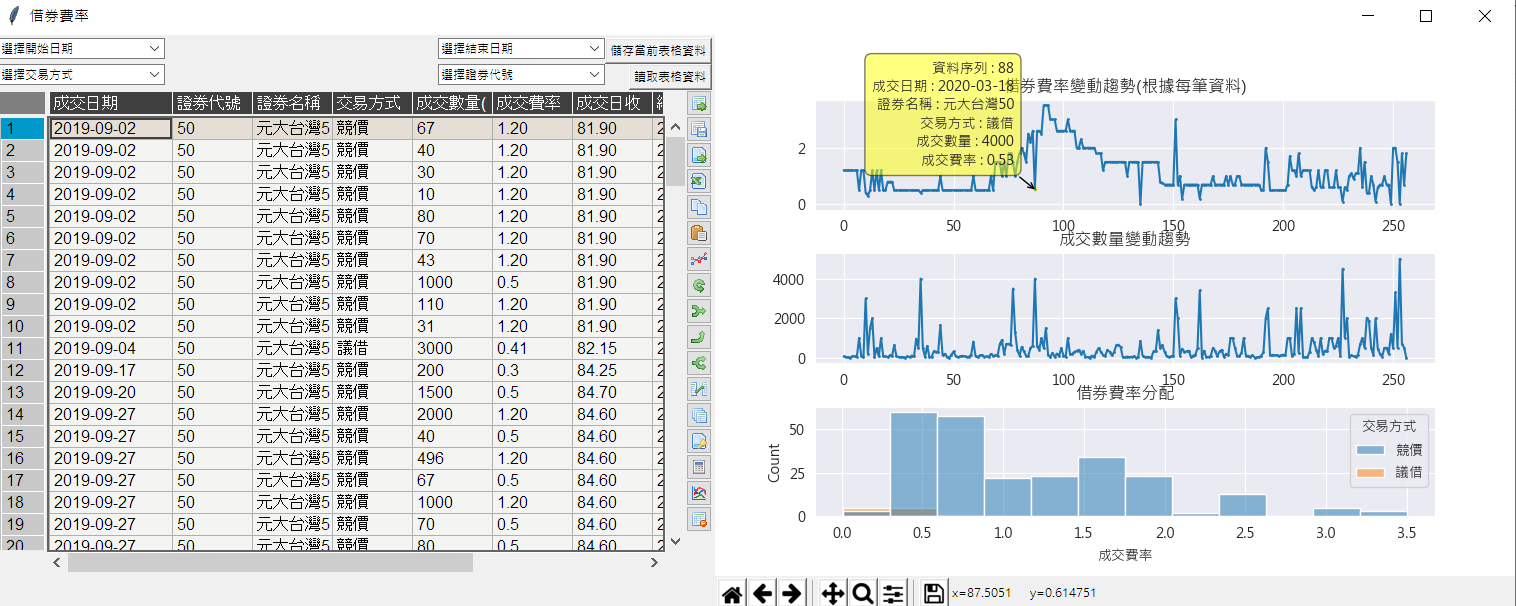 借券費率
選擇開始日期
選擇結束日期
儲存當前表格資料
選擇交易方式
選擇證券代號
讀取表格資料
成交日期 證券代號 證券名稱 交易方式 成交數量( 成交費率 成交日收
1 2019-09-02 50 元大台灣5 競價 67 1.20 81.90 2
2 2019-09-02 50 元大台灣5 競價 40 1.20 81.90 2
3 2019-09-02 50 元大台灣5 競價 30 1.20 81.90 2
4 2019-09-02 50 元大台灣5 競價 10 1.20 81.90 2
5 2019-09-02 50 元大台灣5 競價 80 1.20 81.90 2
6 2019-09-02 50 元大台灣5 競價 70 1.20 81.90 2
7 2019-09-02 50 元大台灣5 競價 43 1.20 81.90 2
8 2019-09-02 50 元大台灣5 競價 1000 0.5 81.90 2
9 2019-09-02 50 元大台灣5 競價 110 1.20 81.90 2
10 2019-09-02 50 元大台灣5 競價 31 1.20 81.90 2
11 2019-09-04 50 元大台灣5 議借 3000 0.41 82.15 2
12 2019-09-17 50 元大台灣5 競價 200 0.3 84.25 2
13 2019-09-20 50 元大台灣5 競價 1500 0.5 84.70 2
14 2019-09-27 50 元大台灣5 競價 2000 1.20 84.60 2
15 2019-09-27 50 元大台灣5 競價 40 0.5 84.60 2
16 2019-09-27 50 元大台灣5 競價 496 1.20 84.60 2
17 2019-09-27 50 元大台灣5 競價 67 0.5 84.60 2
18 2019-09-27 50 元大台灣5 競價 1000 1.20 84.60 2
19 2019-09-27 50 元大台灣5 競價 70 0.5 84.60 2
20 2019-09-27 50 元大台灣5 競價 80 0.5 84.60 2
資料序列 : 88
成交日期 : 2020-03-18
證券名稱 : 元大台灣50
交易方式 : 議借
成交數量 : 4000
成交費率 : 0.53
借券費率變動趨勢(根據每筆資料)
2
0
0 50 100 150 200 250
成交數量變動趨勢
4000
2000
0
0 50 100 150 200 250
借券費率分配
Count
50
25
0
交易方式
競價
議借
0.0 0.5 1.0 1.5 2.0 2.5 3.0 3.5
成交費率
x=87.5051 y=0.614751